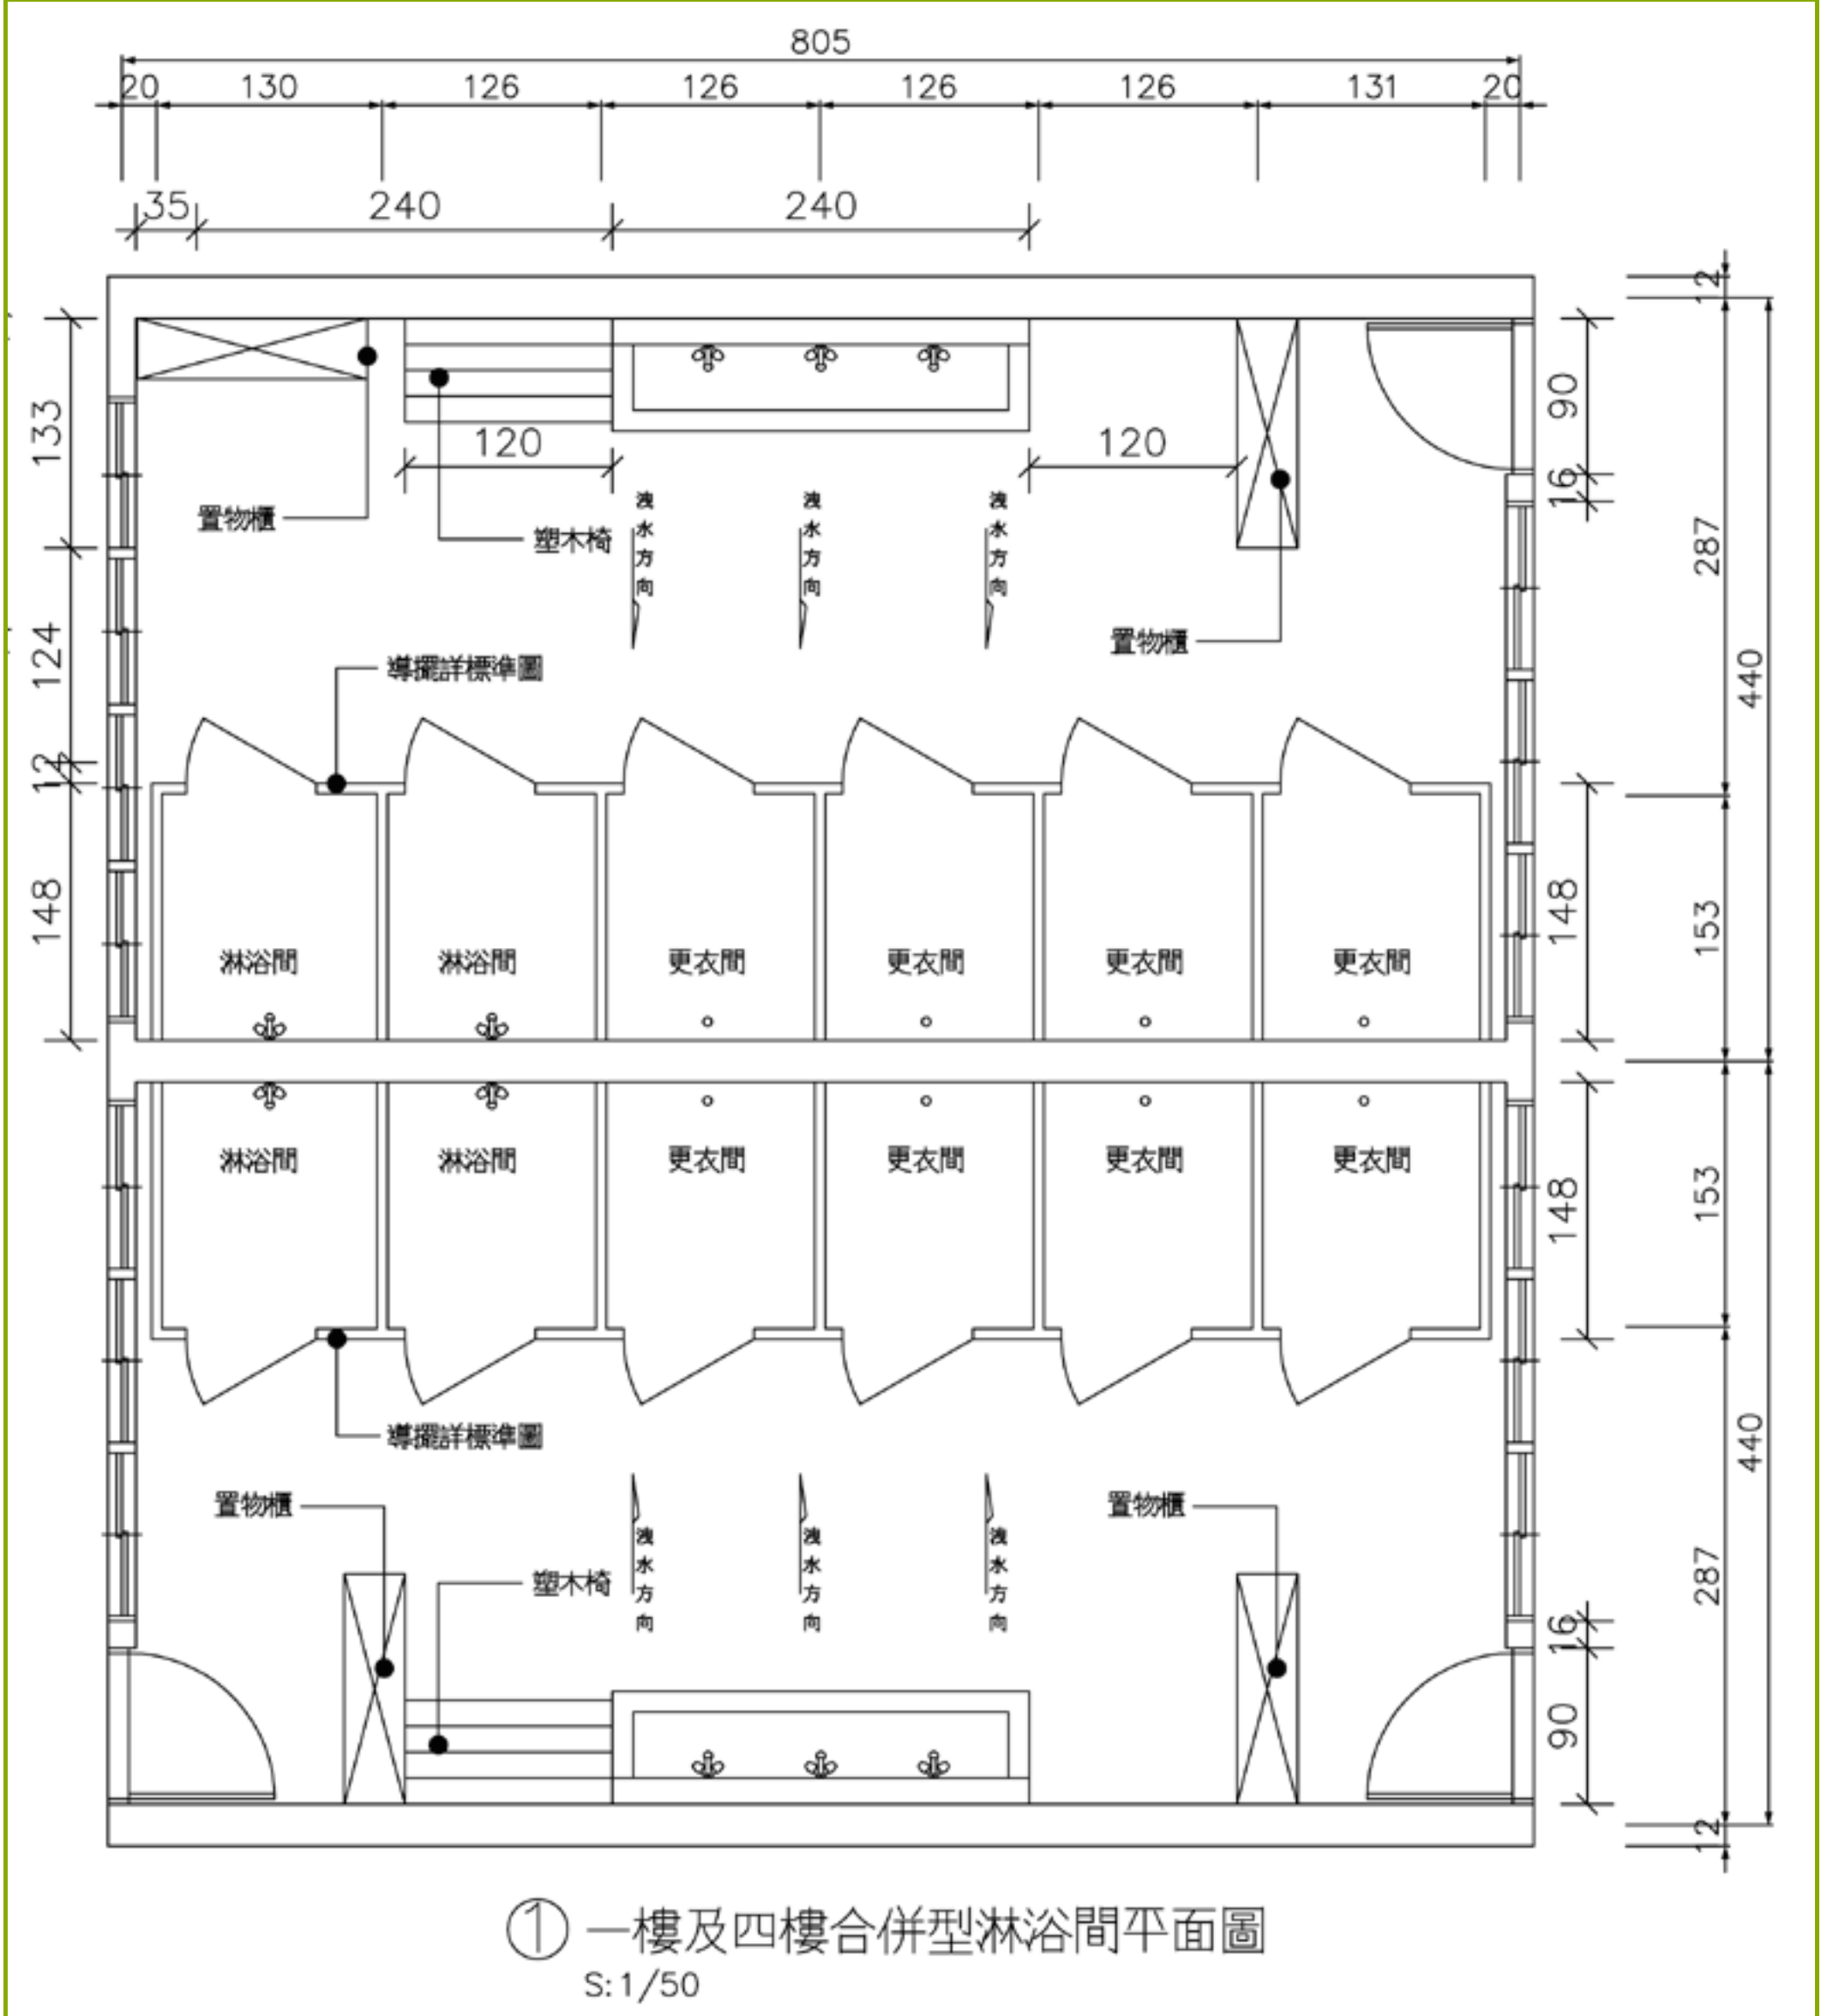 805
20 130 126 126 126 126 131 20
35 240 240
12
133
90
120 120
16
置物櫃
塑木椅
洩水方向 洩水方向 洩水方向
287
置物櫃
124
導擺詳標準圖
440
12
148
148
153
淋浴間 淋浴間 更衣間 更衣間 更衣間 更衣間
淋浴間 淋浴間 更衣間 更衣間 更衣間 更衣間
148
153
導擺詳標準圖
440
置物櫃 置物櫃
洩水方向 洩水方向 洩水方向
塑木椅
287
16
90
12
1 一樓及四樓合併型淋浴間平面圖
S:1/50